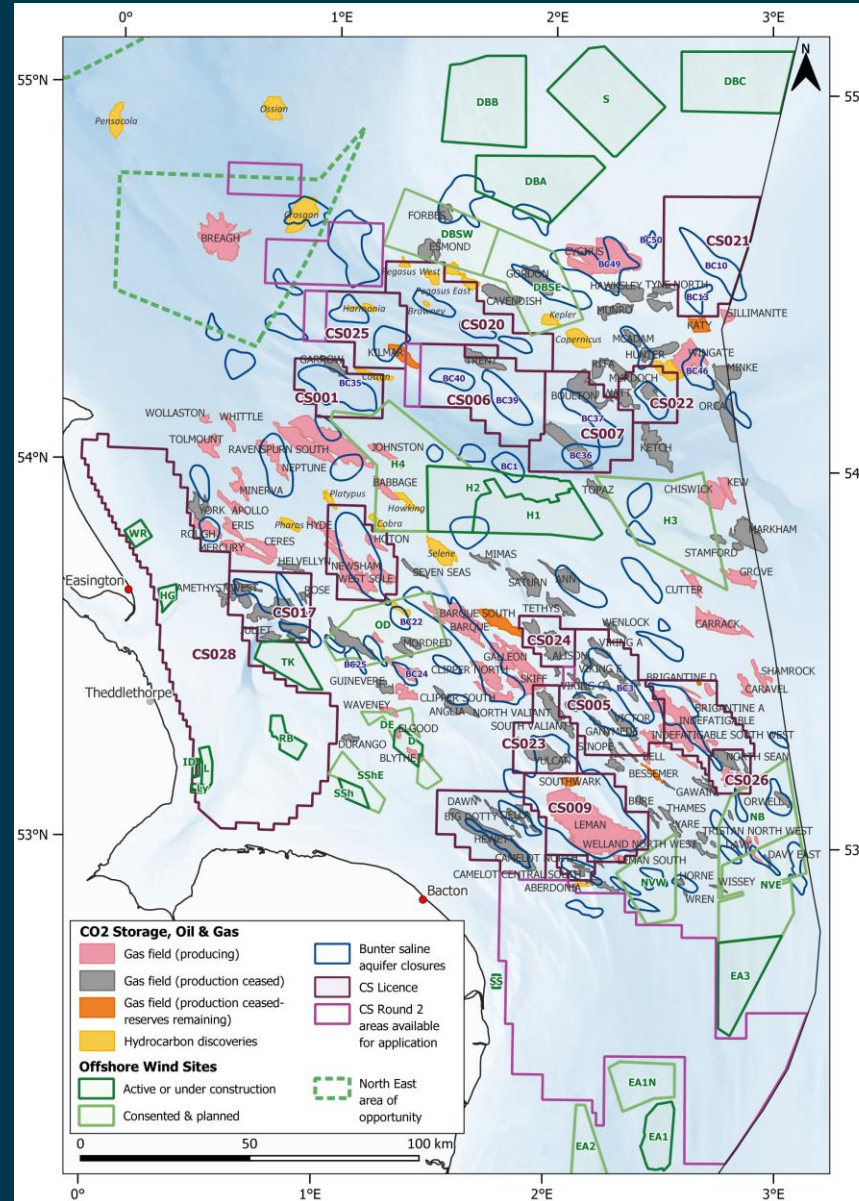 0°
1°E
2°E
3°E
N
55°N
55°
DBB
S
DBC
DBA
Pensacola
Ossian
Crosgan
BREAGH
FORBES
DBSW
ESMOND
CYGNUS
BC50
CS021
BC49
BC10
Pegasus West
GORDON
DBSE
HAWKSLEY
TYNE NORTH
Pegasus East
CAVENDISH
BC13
MUNRO
Harmonia
Browney
Kepler
SILLIMANITE
CS025
CS020
KATY
Copernicus
MCADAM
KILMAR
HUNTER
WINGATE
GARROW
TRENT
RITA
BC46
MINKE
Cotton
BC35
BC40
MURDOCH
CS001
CS006
BC39
BOULTON
WATT
CS022
ORCA
WOLLASTON
WHITTLE
BC37
CS007
TOLMOUNT
RAVENSPURN SOUTH
JOHNSTON
KETCH
54°N
54°
NEPTUNE
H4
BC1
BC36
BABBAGE
H2
TOPAZ
CHISWICK
KEW
MINERVA
Platypus
Hawking
H1
H3
YORK
APOLLO
Pharos
HYDE
Cobra
WR
ROUGH
ERIS
MERCURY
CERES
HOTON
MARKHAM
STAMFORD
HELVELLYN
NEWSHAM
Selene
MIMAS
WEST SOLE
SEVEN SEAS
GROVE
Easington
AMETHYST WEST
ROSE
SATURN
ANN
CUTTER
HG
CS017
BC22
TETHYS
JULIET
OD
BARQUE SOUTH
CARRACK
BARQUE
WENLOCK
CS028
MORDRED
CS024
VIKING A
TK
BC25
GALLEON
ALISON
GUINEVERE
BC24
CLIPPER NORTH
VIKING E
SHAMROCK
SKIFF
BRIGANTINE D
CARAVEL
Theddlethorpe
CLIPPER SOUTH
BC3
WAVENEY
ANGLIA
NORTH VALIANT
CS005
BRIGANTINE A
SOUTH VALIANT
VICTOR
INDEFATIGABLE
DE
ELGOOD
GANYMEDE
INDEFATIGABLE SOUTH WEST
RB
DURANGO
D
CS023
SINOPE
BELL
NORTH SEAN
BLYTHE
VULCAN
BESSEMER
CS026
ID
L
SShE
SOUTHWARK
GAWAIN
ORWELL
Ly
SSh
DAWN
BURE
THAMES
NB
BIG DOTTY
DELLA
CS009
YARE
TRISTAN NORTH WEST
53°N
LEMAN
53°
HEWETT
WELLAND NORTH WEST
DAVY
DAVY EAST
CAMELOT NORTH
LEMAN SOUTH
CAMELOT CENTRAL SOUTH
HORNE
WISSEY
ABERDONIA
NVW
NVE
Bacton
WREN
EA3
SS
EA1N
EA2
EA1
CO2 Storage, Oil & Gas
Gas field (producing)
Gas field (production ceased)
Gas field (production ceased-
reserves remaining)
Hydrocarbon discoveries
Bunter saline
aquifer closures
CS Licence
CS Round 2
areas available
for application
Offshore Wind Sites
Active or under construction
Consented & planned
North East
area of
opportunity
0
50
100 km
0°
1°E
2°E
3°E